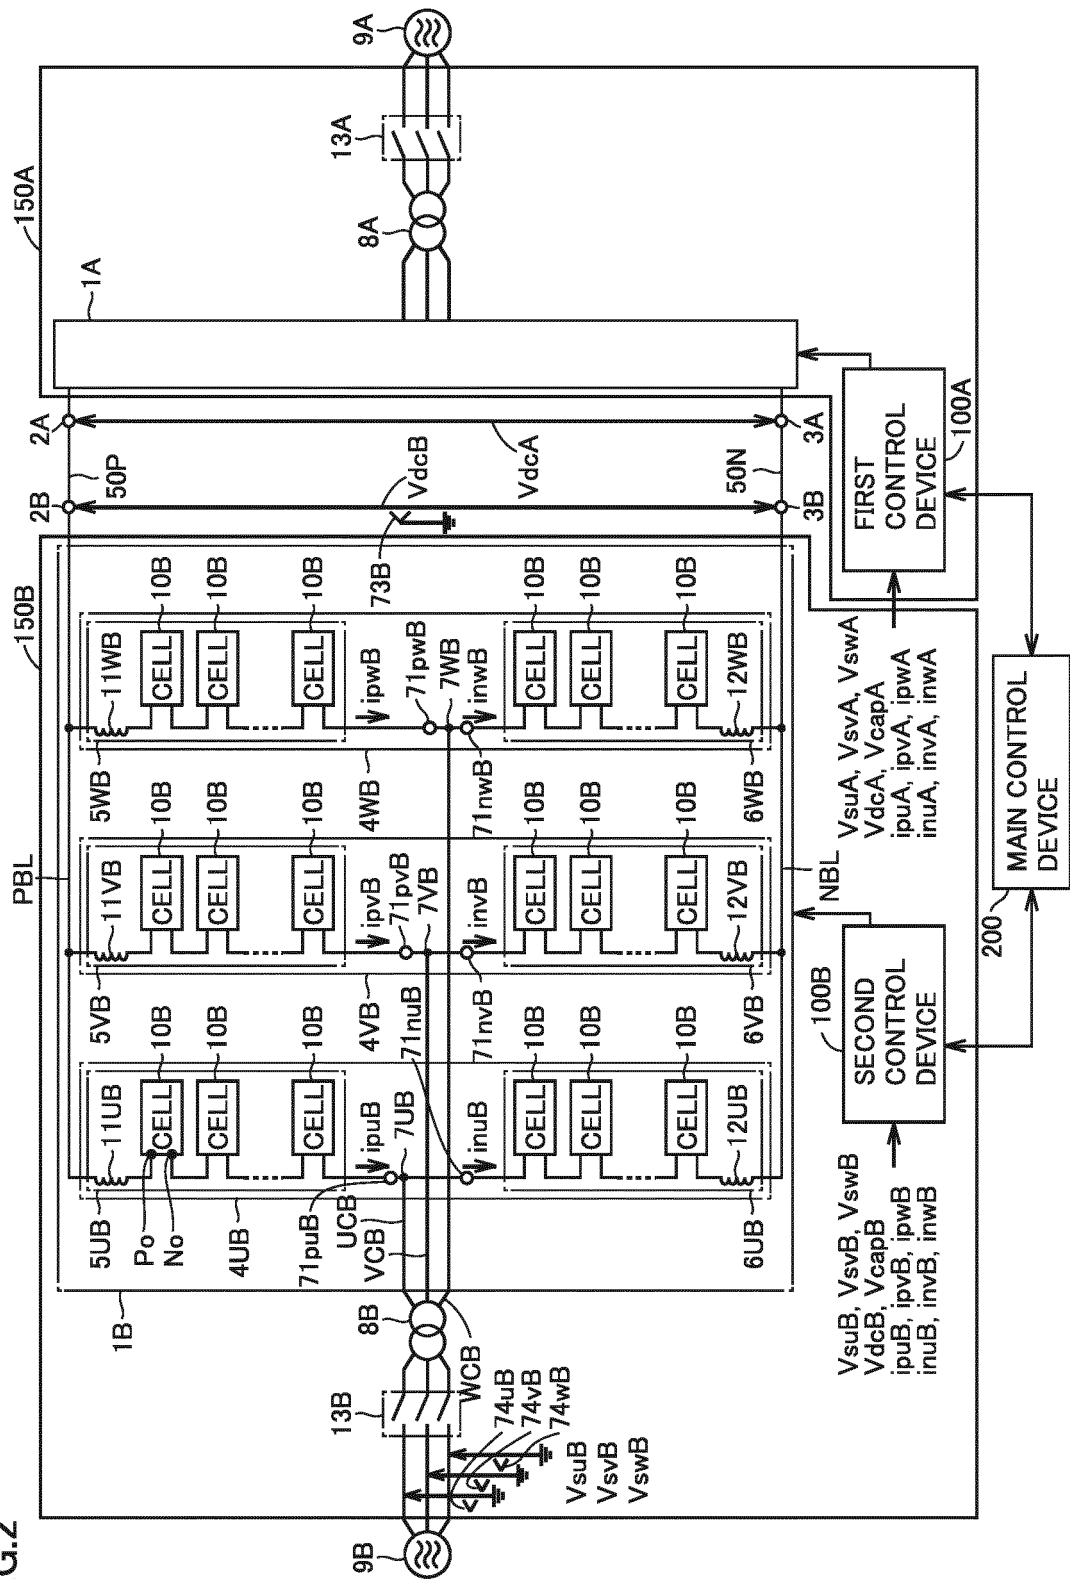 G.2
150B
150A
PBL
2B
2A
50P
5UB
11UB
5VB
11VB
5WB
11WB
Po
No
CELL
10B
CELL
10B
CELL
10B
CELL
10B
CELL
10B
CELL
10B
CELL
10B
CELL
10B
CELL
10B
1B
4UB
4VB
4WB
73B
VdcB
VdcA
1A
71puB
ipuB
ipvB
71pvB
ipwB
71pwB
UCB
VCB
7UB
7VB
7WB
9B
13B
8B
WCB
8A
13A
9A
inuB
71nuB
invB
71nvB
inwB
71nwB
74uB
74vB
74wB
VsuB
VsvB
VswB
CELL
10B
CELL
10B
CELL
10B
CELL
10B
CELL
10B
CELL
10B
CELL
10B
CELL
10B
CELL
10B
6UB
12UB
6VB
12VB
6WB
12WB
3B
50N
3A
NBL
VsuB, VsvB, VswB
VdcB, VcapB
ipuB, ipvB, ipwB
inuB, invB, inwB
100B
SECOND
CONTROL
DEVICE
VsuA, VsvA, VswA
VdcA, VcapA
ipuA, ipvA, ipwA
inuA, invA, inwA
FIRST
CONTROL
DEVICE
100A
200
MAIN CONTROL
DEVICE